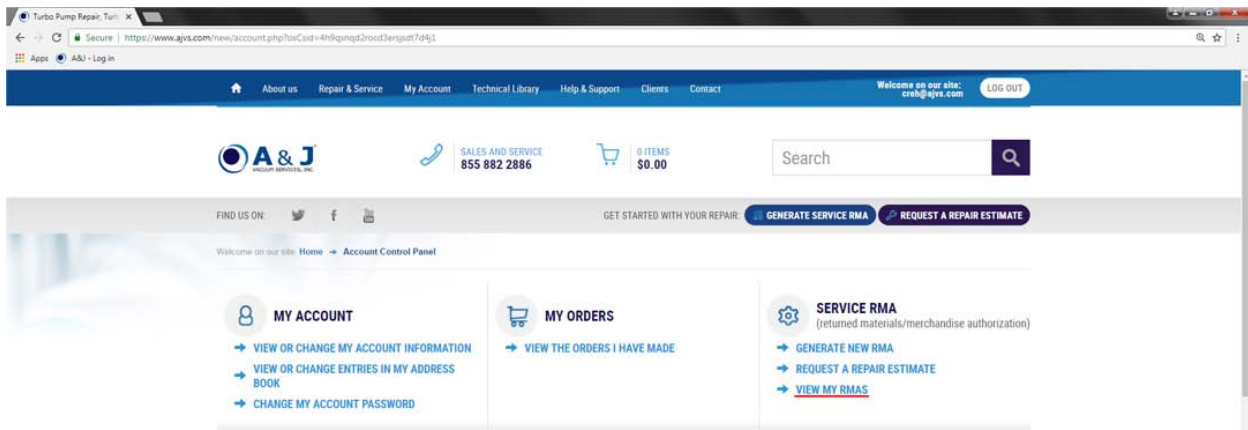 Turbo Pump Repair, Turb
Secure | https://www.ajvs.com/new/account.php?osCsid=4h9qsnqd2rocd3ersjsdt7d4j1
Apps A&J - Log in
About us Repair & Service My Account Technical Library Help & Support Clients Contact
Welcome on our site:
creh@ajvs.com
LOG OUT
A & J
VACUUM SERVICES, INC.
SALES AND SERVICE
855 882 2886
0 ITEMS
$0.00
Search
FIND US ON:
GET STARTED WITH YOUR REPAIR: GENERATE SERVICE RMA REQUEST A REPAIR ESTIMATE
Welcome on our site: Home → Account Control Panel
MY ACCOUNT
→ VIEW OR CHANGE MY ACCOUNT INFORMATION
→ VIEW OR CHANGE ENTRIES IN MY ADDRESS
BOOK
→ CHANGE MY ACCOUNT PASSWORD
MY ORDERS
→ VIEW THE ORDERS I HAVE MADE
SERVICE RMA
(returned materials/merchandise authorization)
→ GENERATE NEW RMA
→ REQUEST A REPAIR ESTIMATE
→ VIEW MY RMAS